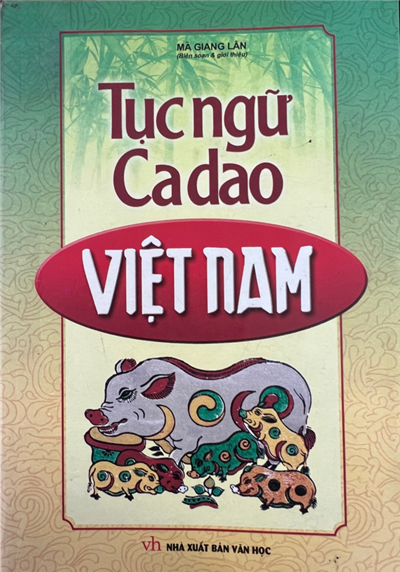 MÃ GIANG LÂN
(Biên soạn & giới thiệu)
Tục ngữ
Ca dao
VIỆT NAM
vh NHÀ XUẤT BẢN VĂN HỌC